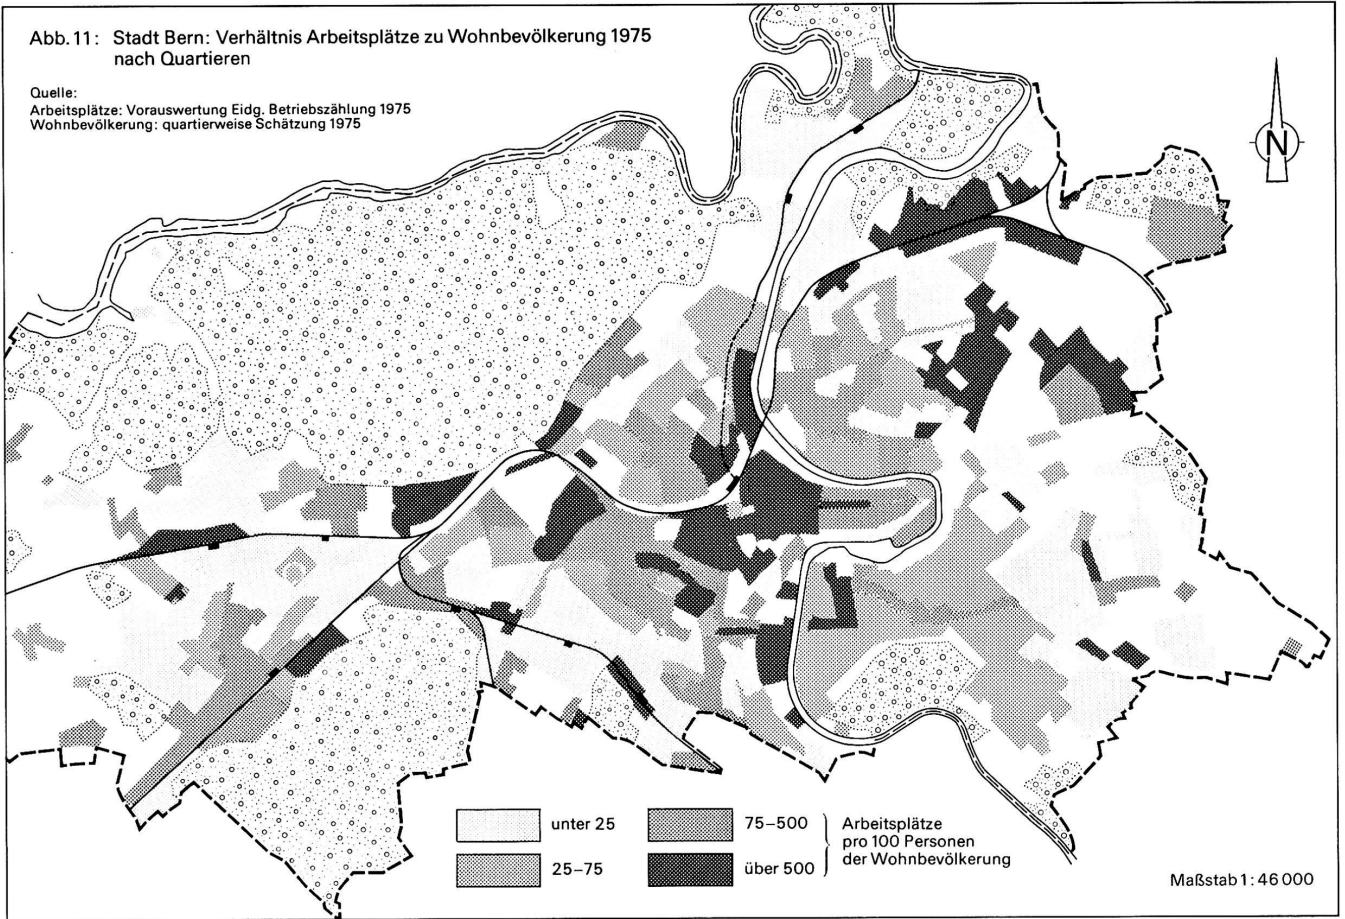 Abb. 11: Stadt Bern: Verhältnis Arbeitsplätze zu Wohnbevölkerung 1975
nach Quartieren
Quelle:
Arbeitsplätze: Vorauswertung Eidg. Betriebszählung 1975
Wohnbevölkerung: quartierweise Schätzung 1975
N
unter 25
25–75
75–500
über 500
Arbeitsplätze
pro 100 Personen
der Wohnbevölkerung
Maßstab 1 : 46 000